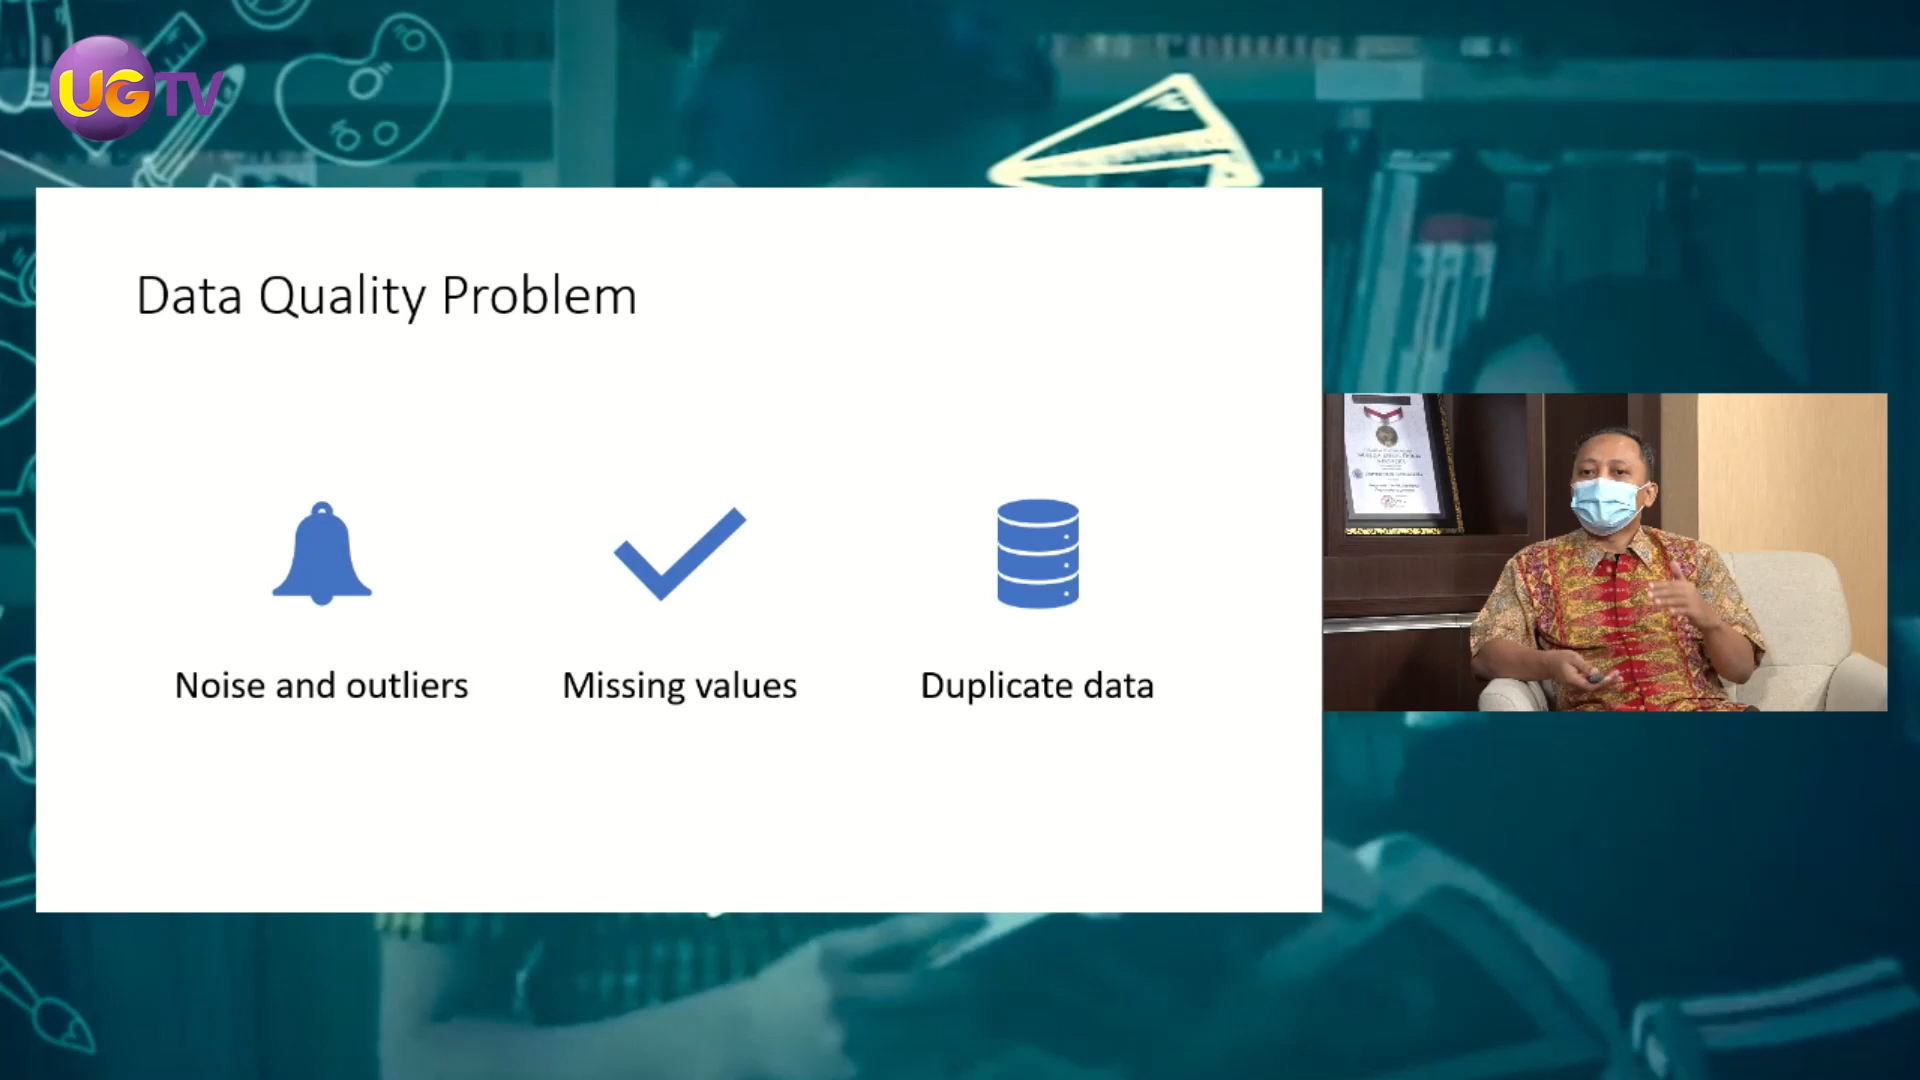 UGTV
Data Quality Problem
Noise and outliers
Missing values
Duplicate data